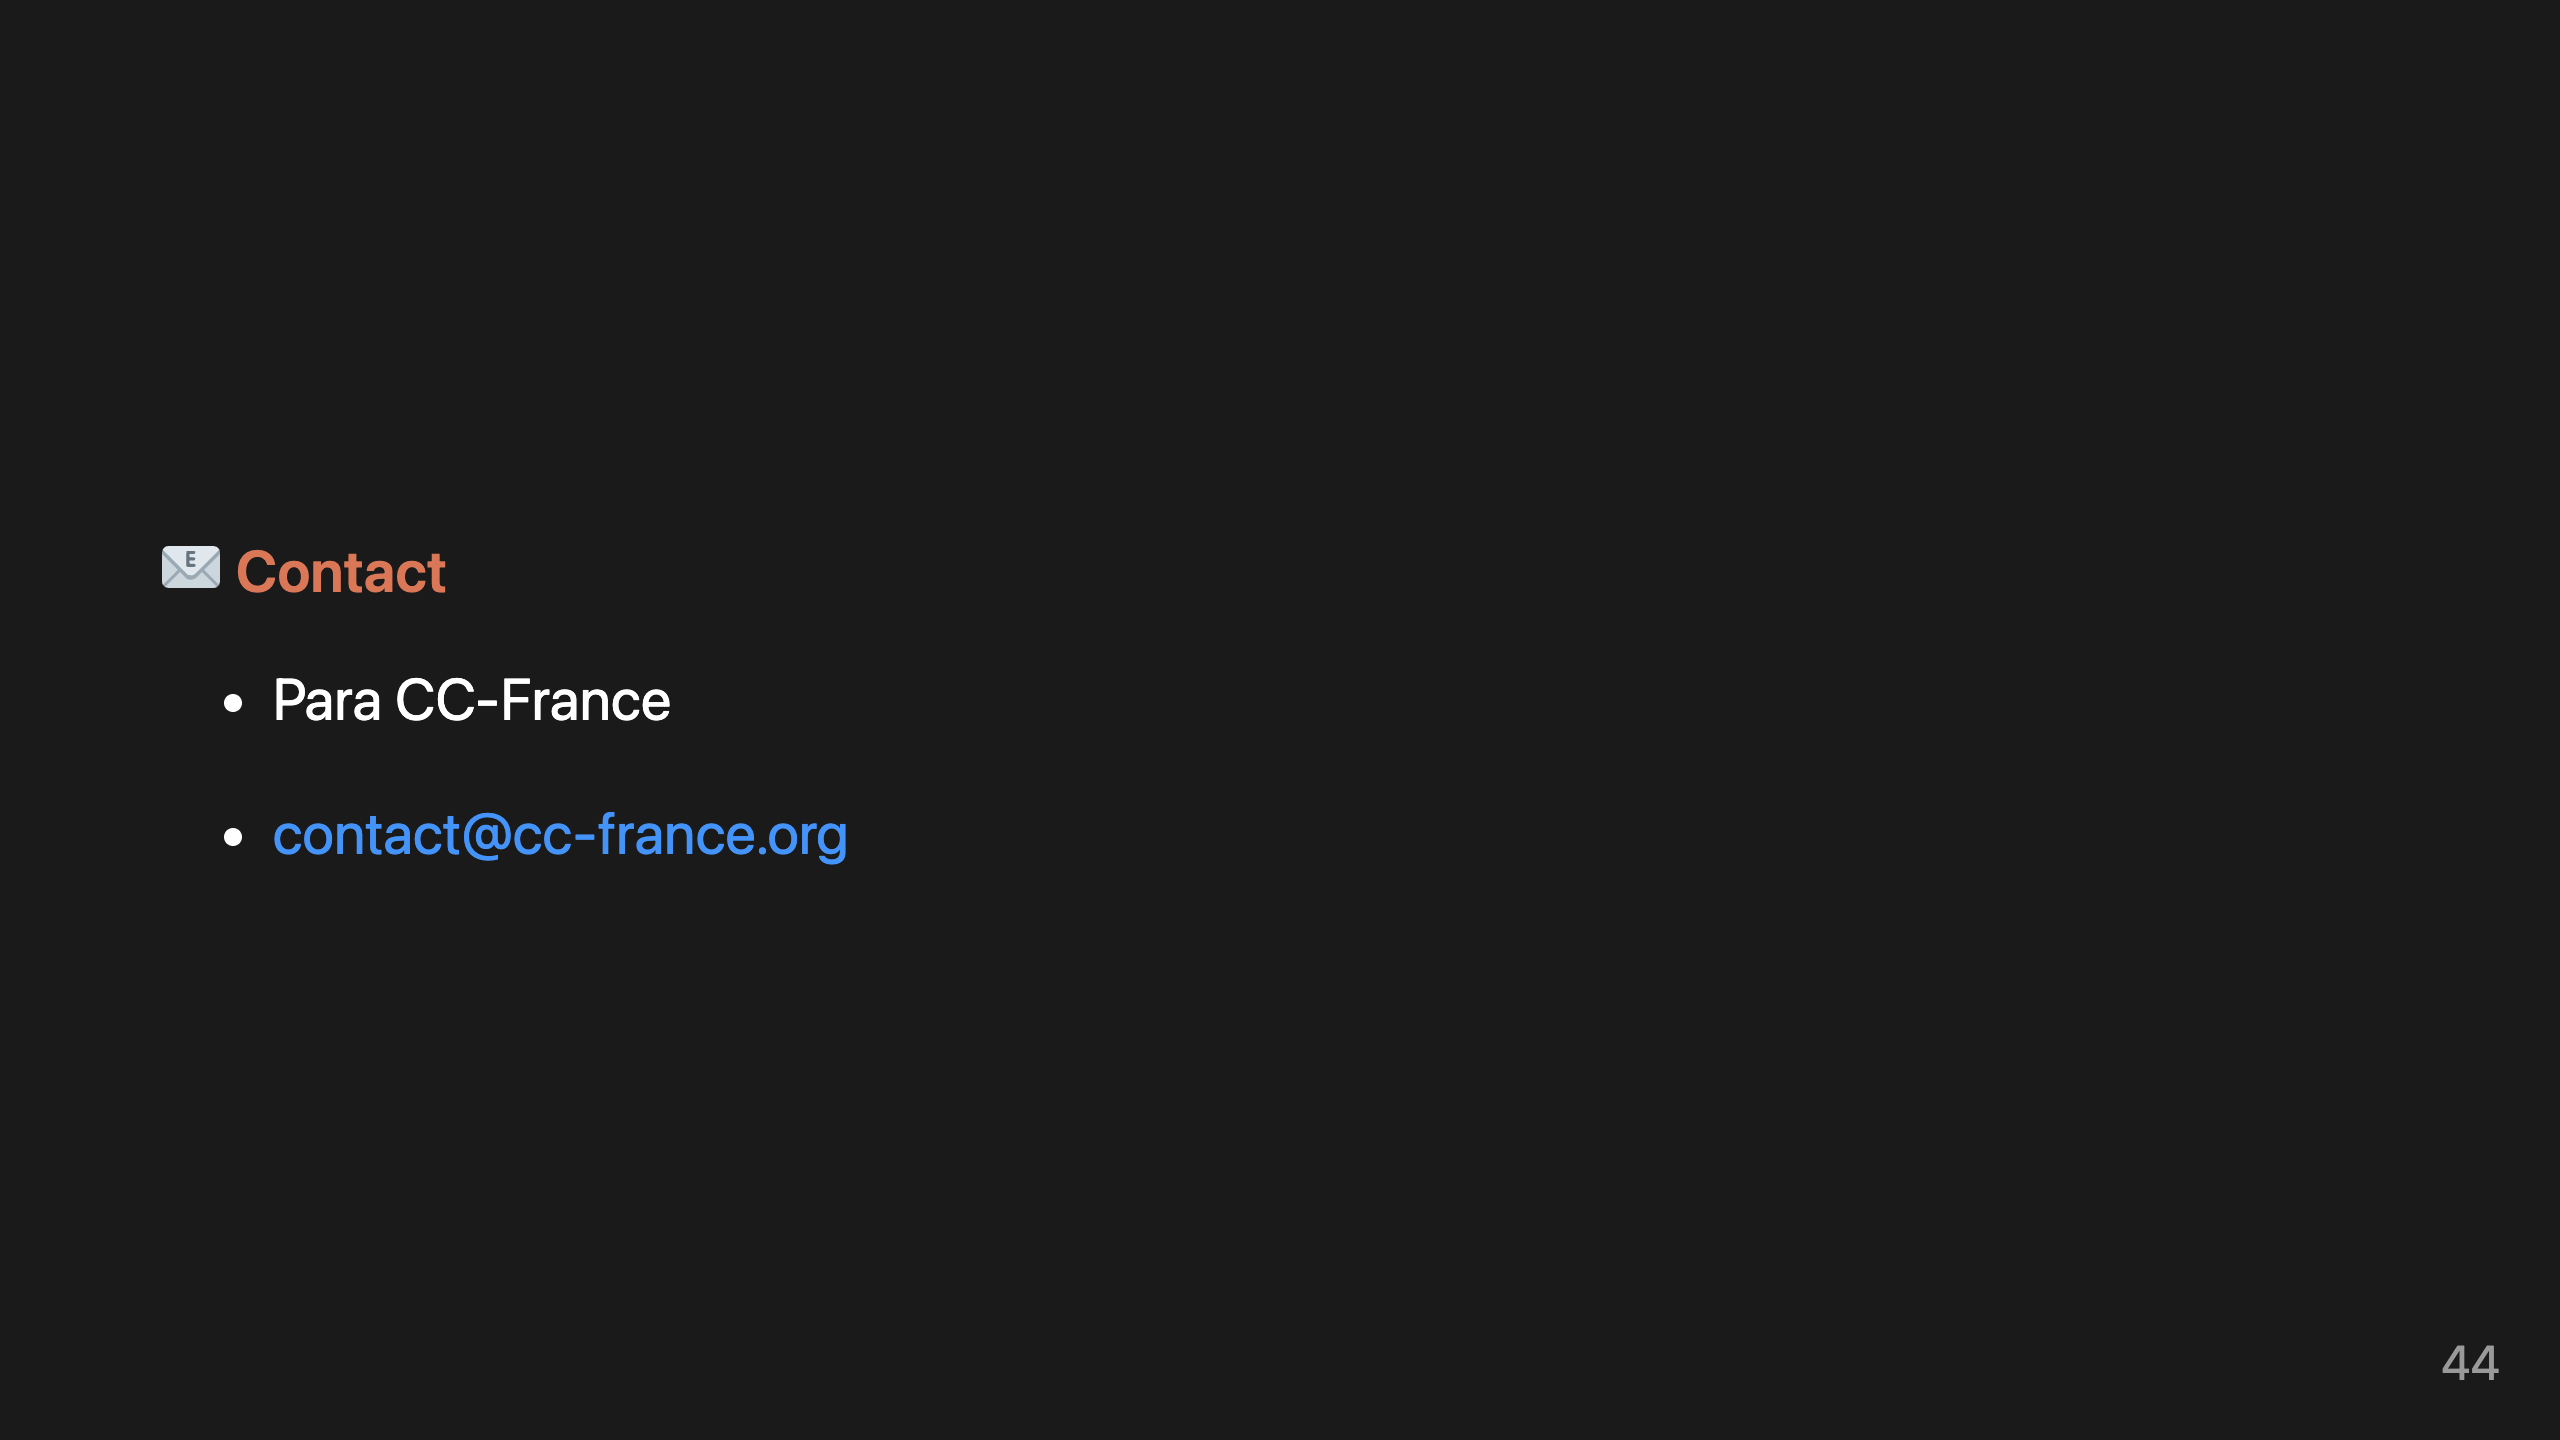 📧 Contact
• Para CC-France
• contact@cc-france.org
44